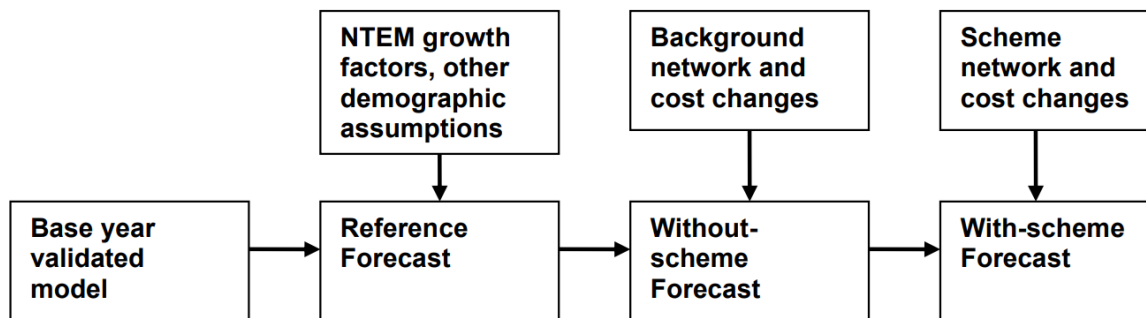 NTEM growth
factors, other
demographic
assumptions
Background
network and
cost changes
Scheme
network and
cost changes
Base year
validated
model
Reference
Forecast
Without-
scheme
Forecast
With-scheme
Forecast